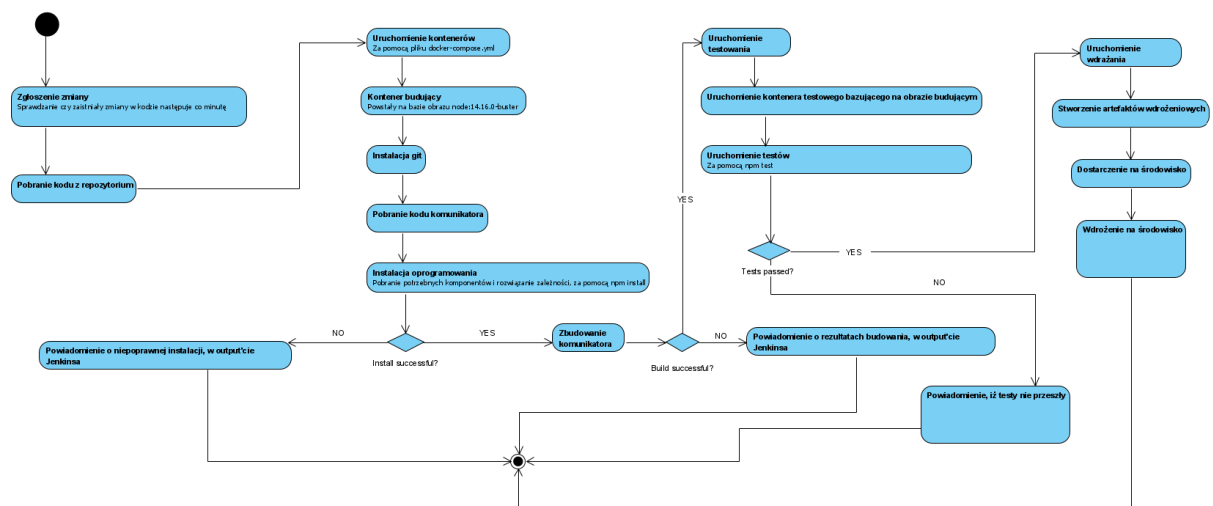 Zgłoszenie zmiany
Sprawdzanie czy zaistniały zmiany w kodzie następuje co minutę
Pobranie kodu z repozytorium
Uruchomienie kontenerów
Za pomocą pliku docker-compose.yml
Kontener budujący
Powstały na bazie obrazu node:14.16.0-buster
Instalacja git
Pobranie kodu komunikatora
Instalacja oprogramowania
Pobranie potrzebnych komponentów i rozwiązanie zależności, za pomocą npm install
Install successful?
NO
YES
Powiadomienie o niepoprawnej instalacji, w output'cie
Jenkinsa
Zbudowanie
komunikatora
Build successful?
NO
YES
Powiadomienie o rezultatach budowania, w output'cie
Jenkinsa
Uruchomienie
testowania
Uruchomienie kontenera testowego bazującego na obrazie budującym
Uruchomienie testów
Za pomocą npm test
Tests passed?
YES
NO
Powiadomienie, iż testy nie przeszły
Uruchomienie
wdrażania
Stworzenie artefaktów wdrożeniowych
Dostarczenie na środowisko
Wdrożenie na środowisko